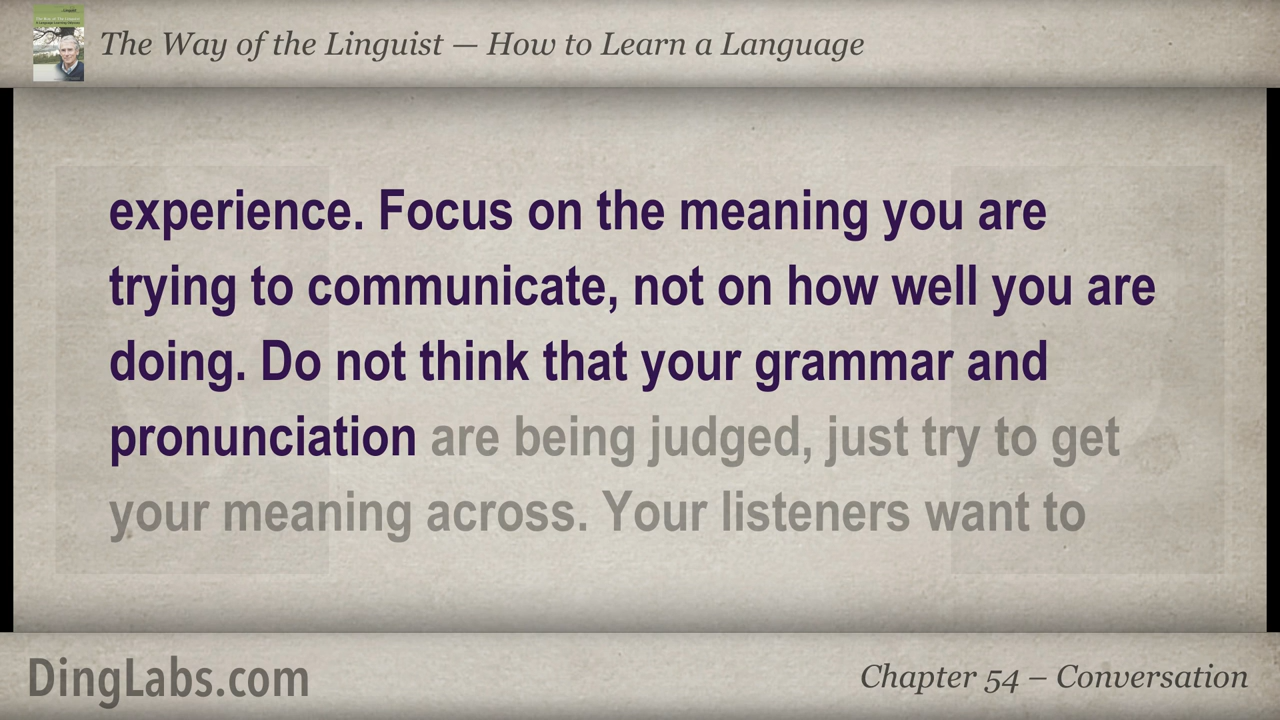 The Way of the Linguist — How to Learn a Language
experience. Focus on the meaning you are
trying to communicate, not on how well you are
doing. Do not think that your grammar and
pronunciation are being judged, just try to get
your meaning across. Your listeners want to
DingLabs.com
Chapter 54 – Conversation